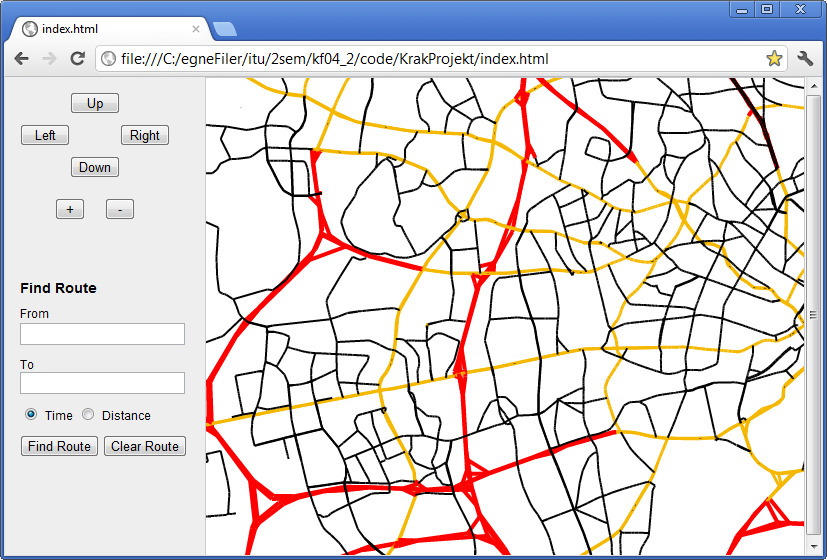 index.html
file:///C:/egneFiler/itu/2sem/kf04_2/code/KrakProjekt/index.html
Up
Left Right
Down
+ -
Find Route
From
To
Time Distance
Find Route Clear Route